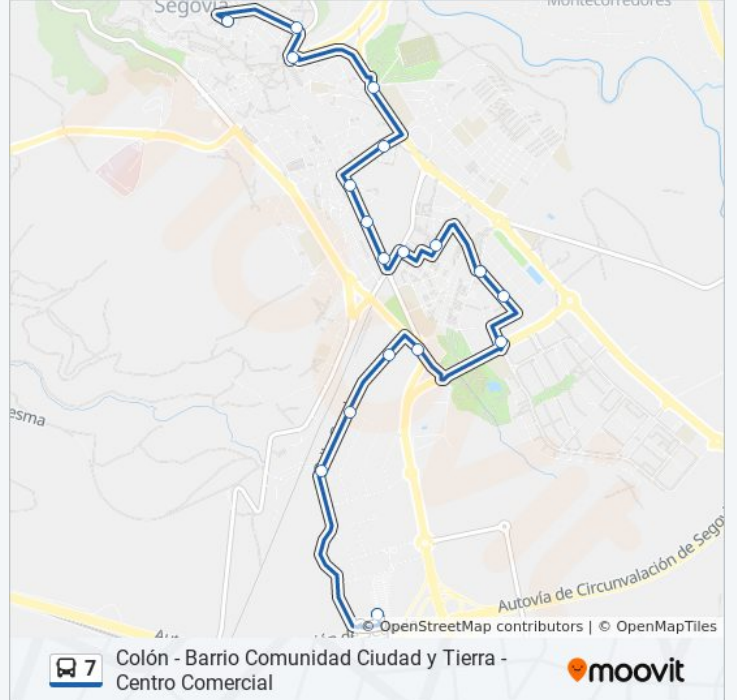 Segovia
Montecorredores
esma
Autovía de Circunvalación de Segov
© OpenStreetMap contributors | © OpenMapTiles
7
Colón - Barrio Comunidad Ciudad y Tierra -
Centro Comercial
moovit